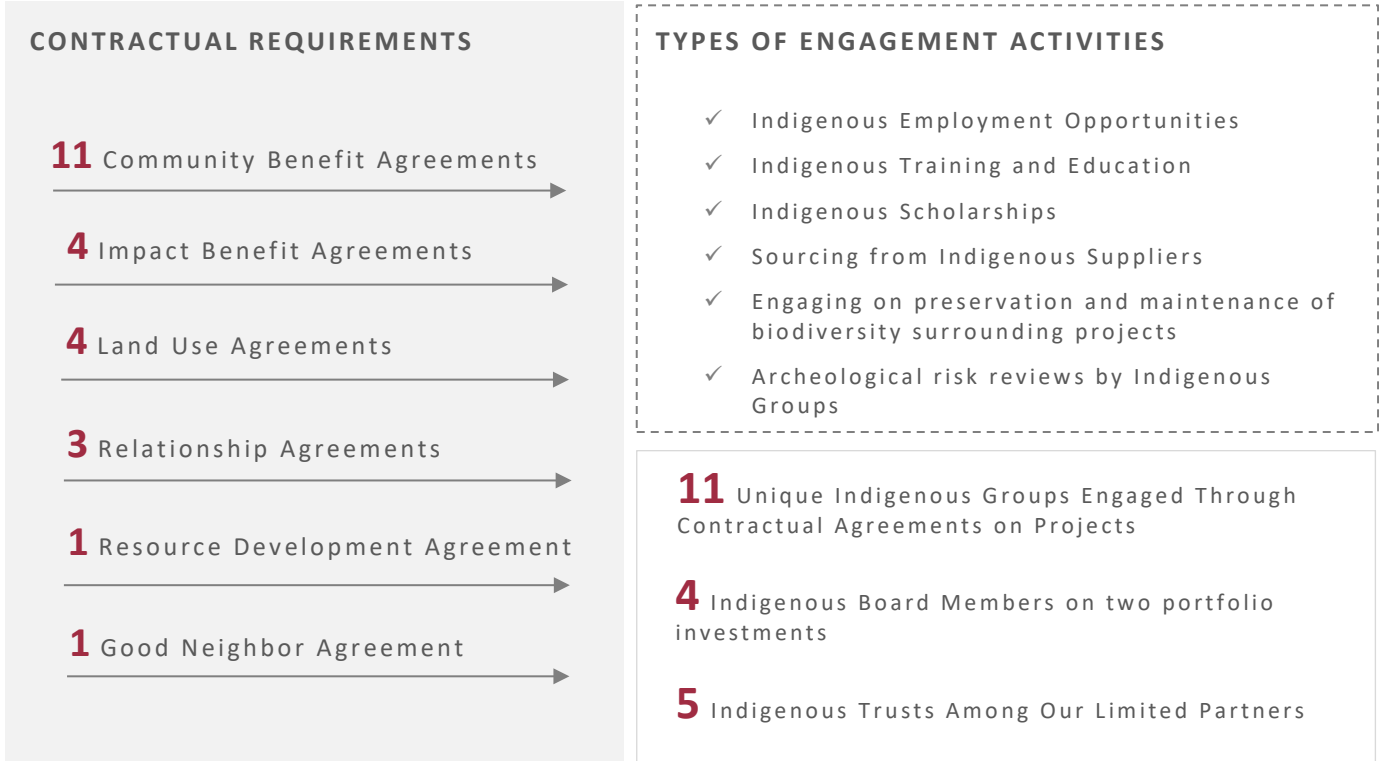 CONTRACTUAL REQUIREMENTS
11 Community Benefit Agreements
4 Impact Benefit Agreements
4 Land Use Agreements
3 Relationship Agreements
1 Resource Development Agreement
1 Good Neighbor Agreement
TYPES OF ENGAGEMENT ACTIVITIES
✓ Indigenous Employment Opportunities
✓ Indigenous Training and Education
✓ Indigenous Scholarships
✓ Sourcing from Indigenous Suppliers
✓ Engaging on preservation and maintenance of
biodiversity surrounding projects
✓ Archeological risk reviews by Indigenous
Groups
11 Unique Indigenous Groups Engaged Through
Contractual Agreements on Projects
4 Indigenous Board Members on two portfolio
investments
5 Indigenous Trusts Among Our Limited Partners